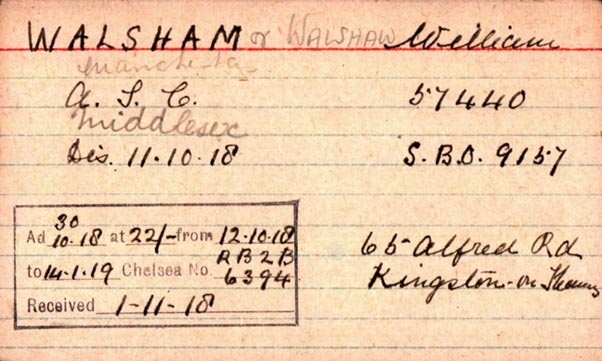 WALSHAM or WALSHAW William
Manchester
A. S. C. 57440
Middlesex
Dis. 11.10.18 S.B.D. 9157
Ad 30/10.18 at 22/- from 12.10.18
to 14.1.19 Chelsea No. RB2B 6394
Received 1-11-18
65 Alfred Rd
Kingston-on Thames